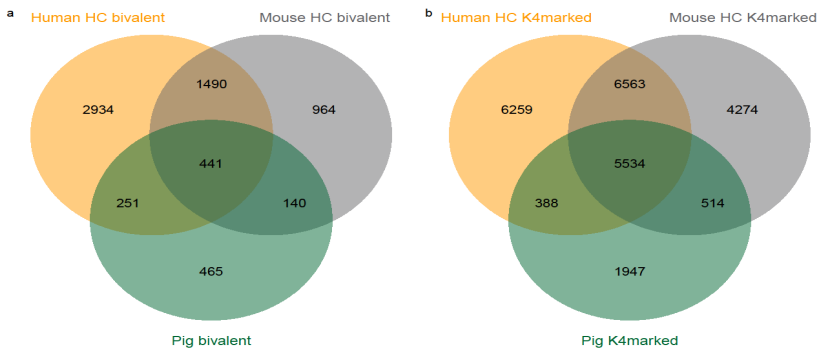 a
Human HC bivalent
Mouse HC bivalent
2934
1490
964
441
251
140
465
Pig bivalent
b
Human HC K4marked
Mouse HC K4marked
6259
6563
4274
5534
388
514
1947
Pig K4marked